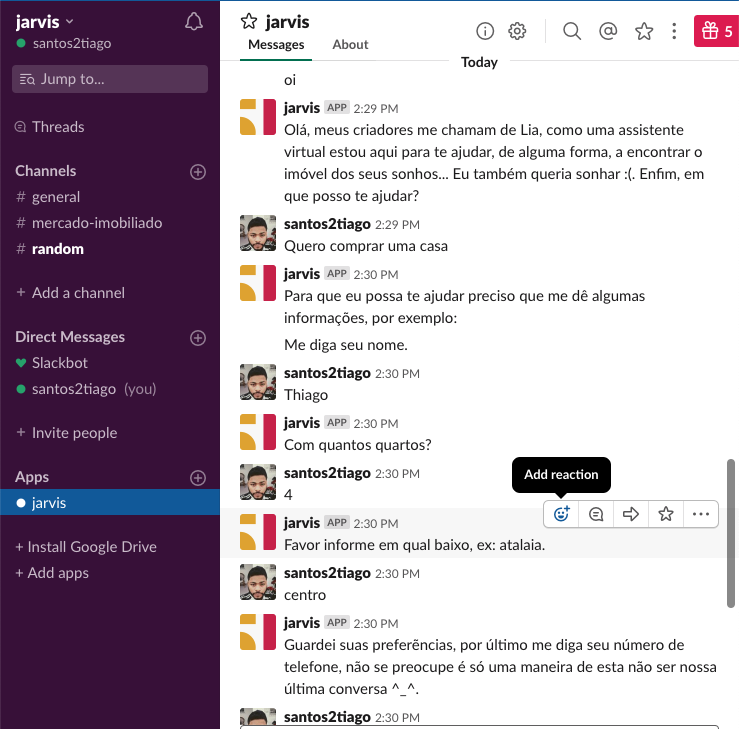 jarvis
santos2tiago
Jump to...
Threads
Channels
# general
# mercado-imobiliado
# random
+ Add a channel
Direct Messages
Slackbot
santos2tiago (you)
+ Invite people
Apps
jarvis
+ Install Google Drive
+ Add apps
jarvis
Messages About
5
Today
oi
jarvis APP 2:29 PM
Olá, meus criadores me chamam de Lia, como uma assistente
virtual estou aqui para te ajudar, de alguma forma, a encontrar o
imóvel dos seus sonhos... Eu também queria sonhar :(. Enfim, em
que posso te ajudar?
santos2tiago 2:29 PM
Quero comprar uma casa
jarvis APP 2:30 PM
Para que eu possa te ajudar preciso que me dê algumas
informações, por exemplo:
Me diga seu nome.
santos2tiago 2:30 PM
Thiago
jarvis APP 2:30 PM
Com quantos quartos?
santos2tiago 2:30 PM
4
Add reaction
jarvis APP 2:30 PM
Favor informe em qual baixo, ex: atalaia.
santos2tiago 2:30 PM
centro
jarvis APP 2:30 PM
Guardei suas preferẽncias, por último me diga seu número de
telefone, não se preocupe é só uma maneira de esta não ser nossa
última conversa ^_^.
santos2tiago 2:30 PM